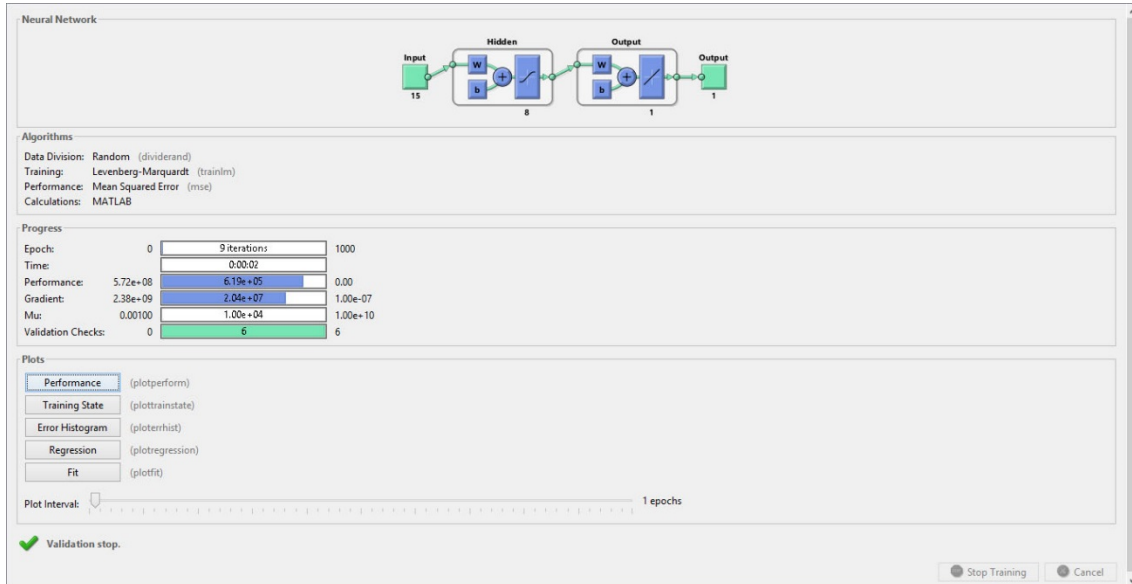 Neural Network
Hidden Output
Input Output
W W
+ +
b b
15 1
8 1
Algorithms
Data Division: Random (dividerand)
Training: Levenberg-Marquardt (trainlm)
Performance: Mean Squared Error (mse)
Calculations: MATLAB
Progress
Epoch: 0 9 iterations 1000
Time: 0:00:02
Performance: 5.72e+08 6.19e+05 0.00
Gradient: 2.38e+09 2.04e+07 1.00e-07
Mu: 0.00100 1.00e+04 1.00e+10
Validation Checks: 0 6 6
Plots
Performance (plotperform)
Training State (plottrainstate)
Error Histogram (ploterrhist)
Regression (plotregression)
Fit (plotfit)
Plot Interval: 1 epochs
Validation stop.
Stop Training Cancel